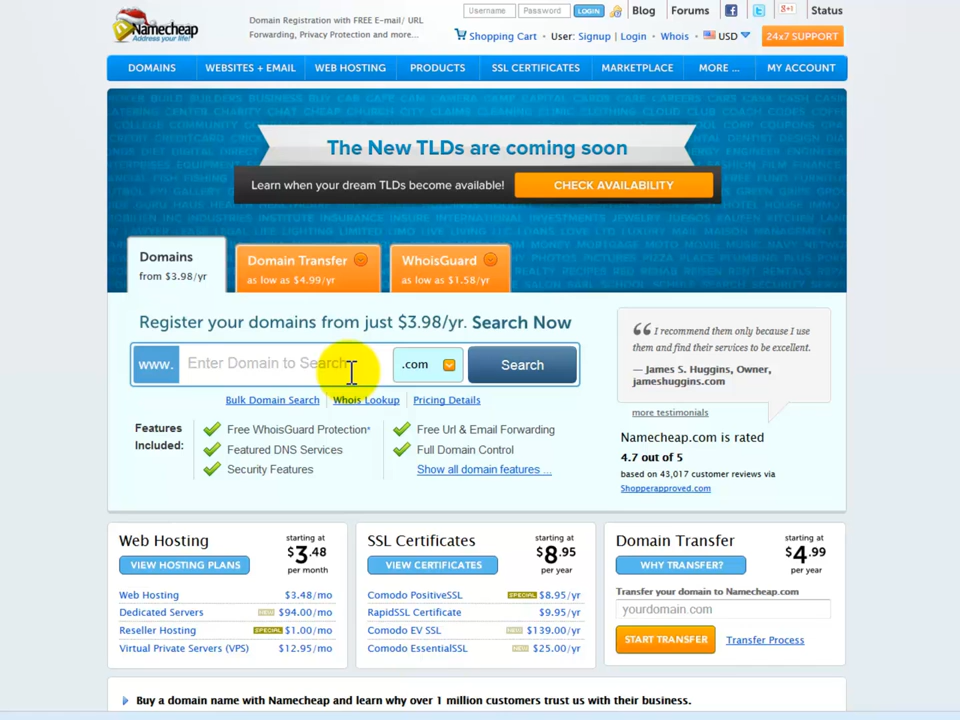 Namecheap
Address your life!
Domain Registration with FREE E-mail/ URL
Forwarding, Privacy Protection and more...
Username Password LOGIN Blog Forums Status
Shopping Cart User: Signup | Login Whois USD 24x7 SUPPORT
DOMAINS WEBSITES + EMAIL WEB HOSTING PRODUCTS SSL CERTIFICATES MARKETPLACE MORE ... MY ACCOUNT
The New TLDs are coming soon
Learn when your dream TLDs become available! CHECK AVAILABILITY
Domains
from $3.98/yr
Domain Transfer
as low as $4.99/yr
WhoisGuard
as low as $1.58/yr
Register your domains from just $3.98/yr. Search Now
www. Enter Domain to Search .com Search
Bulk Domain Search Whois Lookup Pricing Details
Features
Included:
Free WhoisGuard Protection*
Featured DNS Services
Security Features
Free Url & Email Forwarding
Full Domain Control
Show all domain features ...
I recommend them only because I use
them and find their services to be excellent.
— James S. Huggins, Owner,
jameshuggins.com
more testimonials
Namecheap.com is rated
4.7 out of 5
based on 43,017 customer reviews via
Shopperapproved.com
Web Hosting
starting at
$3.48
per month
VIEW HOSTING PLANS
Web Hosting $3.48/mo
Dedicated Servers NEW $94.00/mo
Reseller Hosting SPECIAL $1.00/mo
Virtual Private Servers (VPS) $12.95/mo
SSL Certificates
starting at
$8.95
per year
VIEW CERTIFICATES
Comodo PositiveSSL SPECIAL $8.95/yr
RapidSSL Certificate $9.95/yr
Comodo EV SSL NEW $139.00/yr
Comodo EssentialSSL NEW $25.00/yr
Domain Transfer
starting at
$4.99
per year
WHY TRANSFER?
Transfer your domain to Namecheap.com
yourdomain.com
START TRANSFER Transfer Process
Buy a domain name with Namecheap and learn why over 1 million customers trust us with their business.